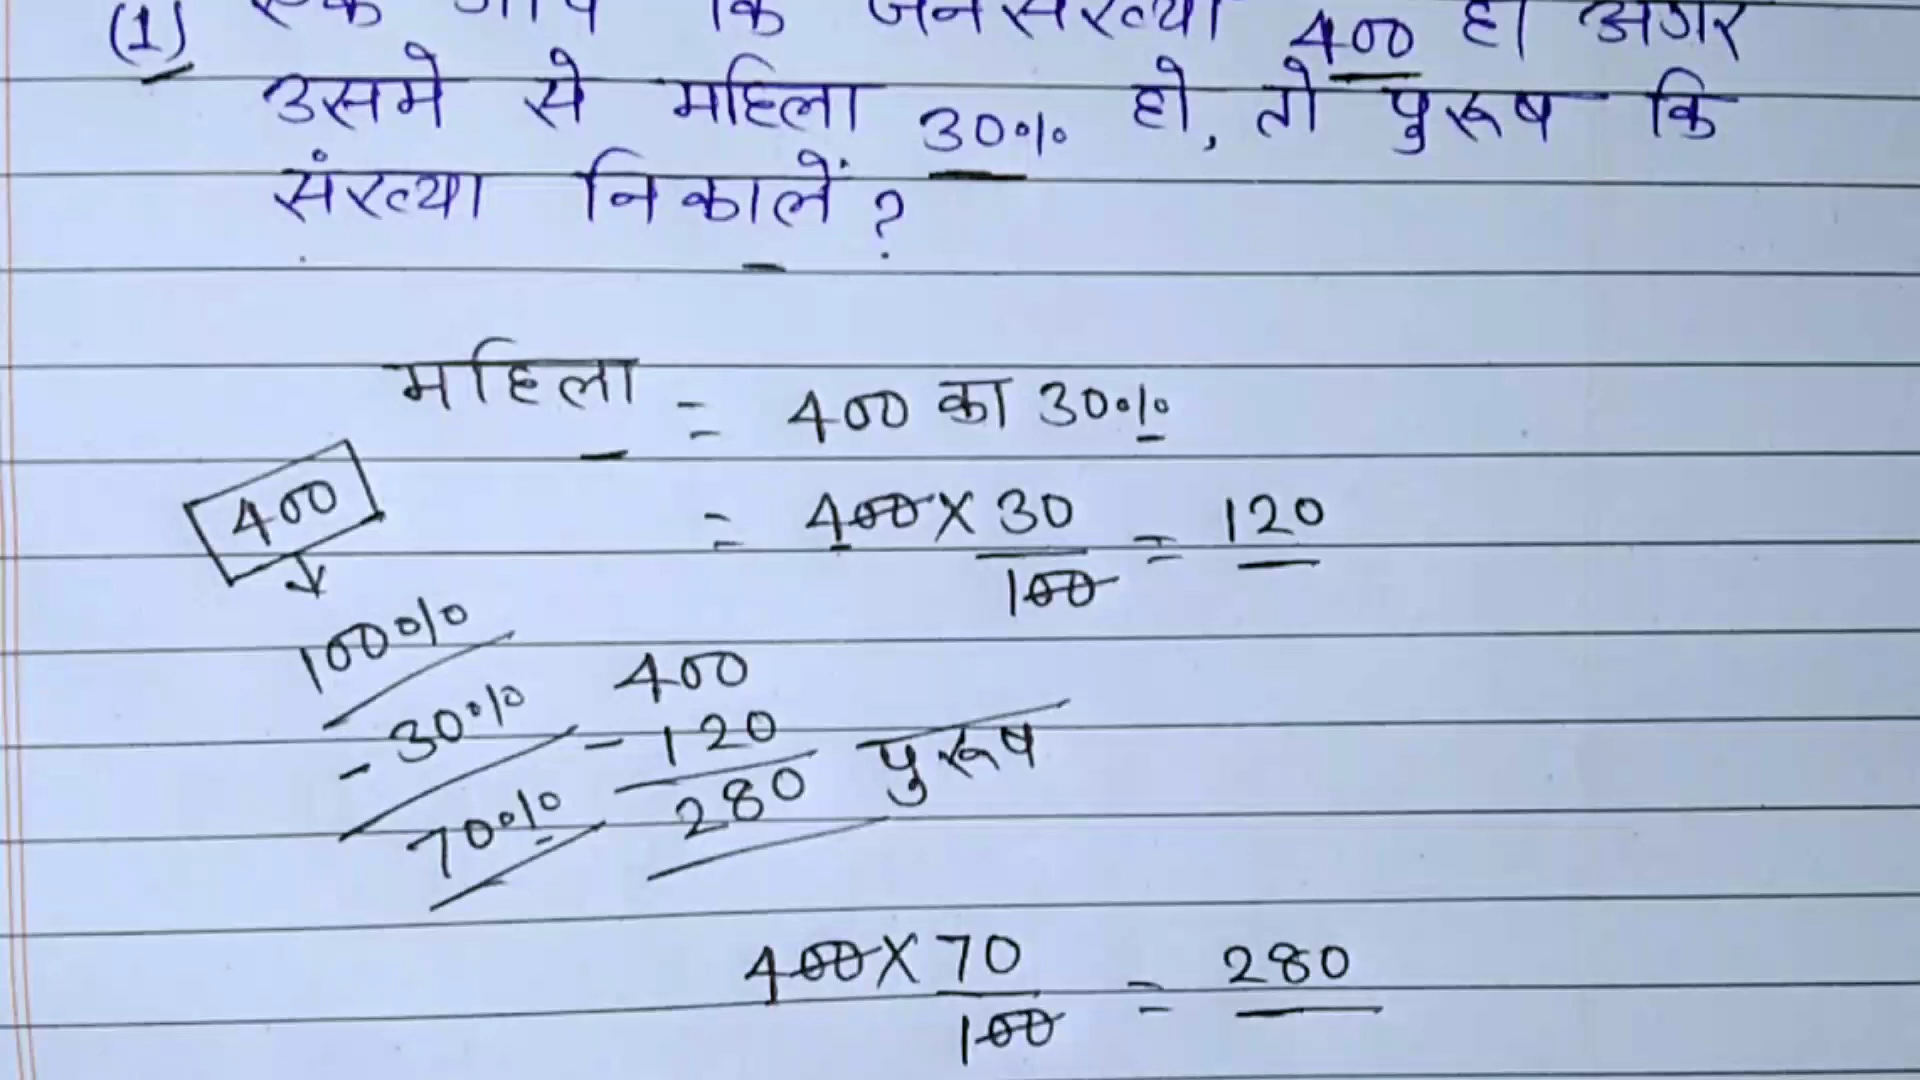 (1) एक गांव कि जनसंख्या 400 है। अगर
उसमे से महिला 30% हो, तो पुरूष कि
संख्या निकालें ?
महिला = 400 का 30%
= 400 × 30 / 100 = 120
400
100%
- 30%
70%
400
- 120
280 पुरूष
400 × 70 / 100 = 280